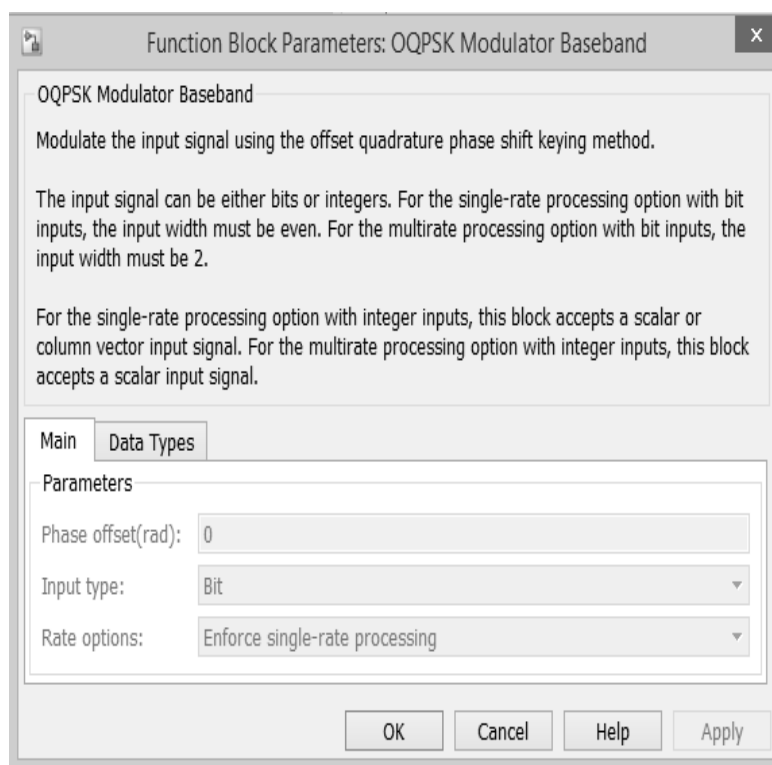 Function Block Parameters: OQPSK Modulator Baseband
x
OQPSK Modulator Baseband
Modulate the input signal using the offset quadrature phase shift keying method.
The input signal can be either bits or integers. For the single-rate processing option with bit
inputs, the input width must be even. For the multirate processing option with bit inputs, the
input width must be 2.
For the single-rate processing option with integer inputs, this block accepts a scalar or
column vector input signal. For the multirate processing option with integer inputs, this block
accepts a scalar input signal.
Main Data Types
Parameters
Phase offset(rad): 0
Input type: Bit
Rate options: Enforce single-rate processing
OK Cancel Help Apply